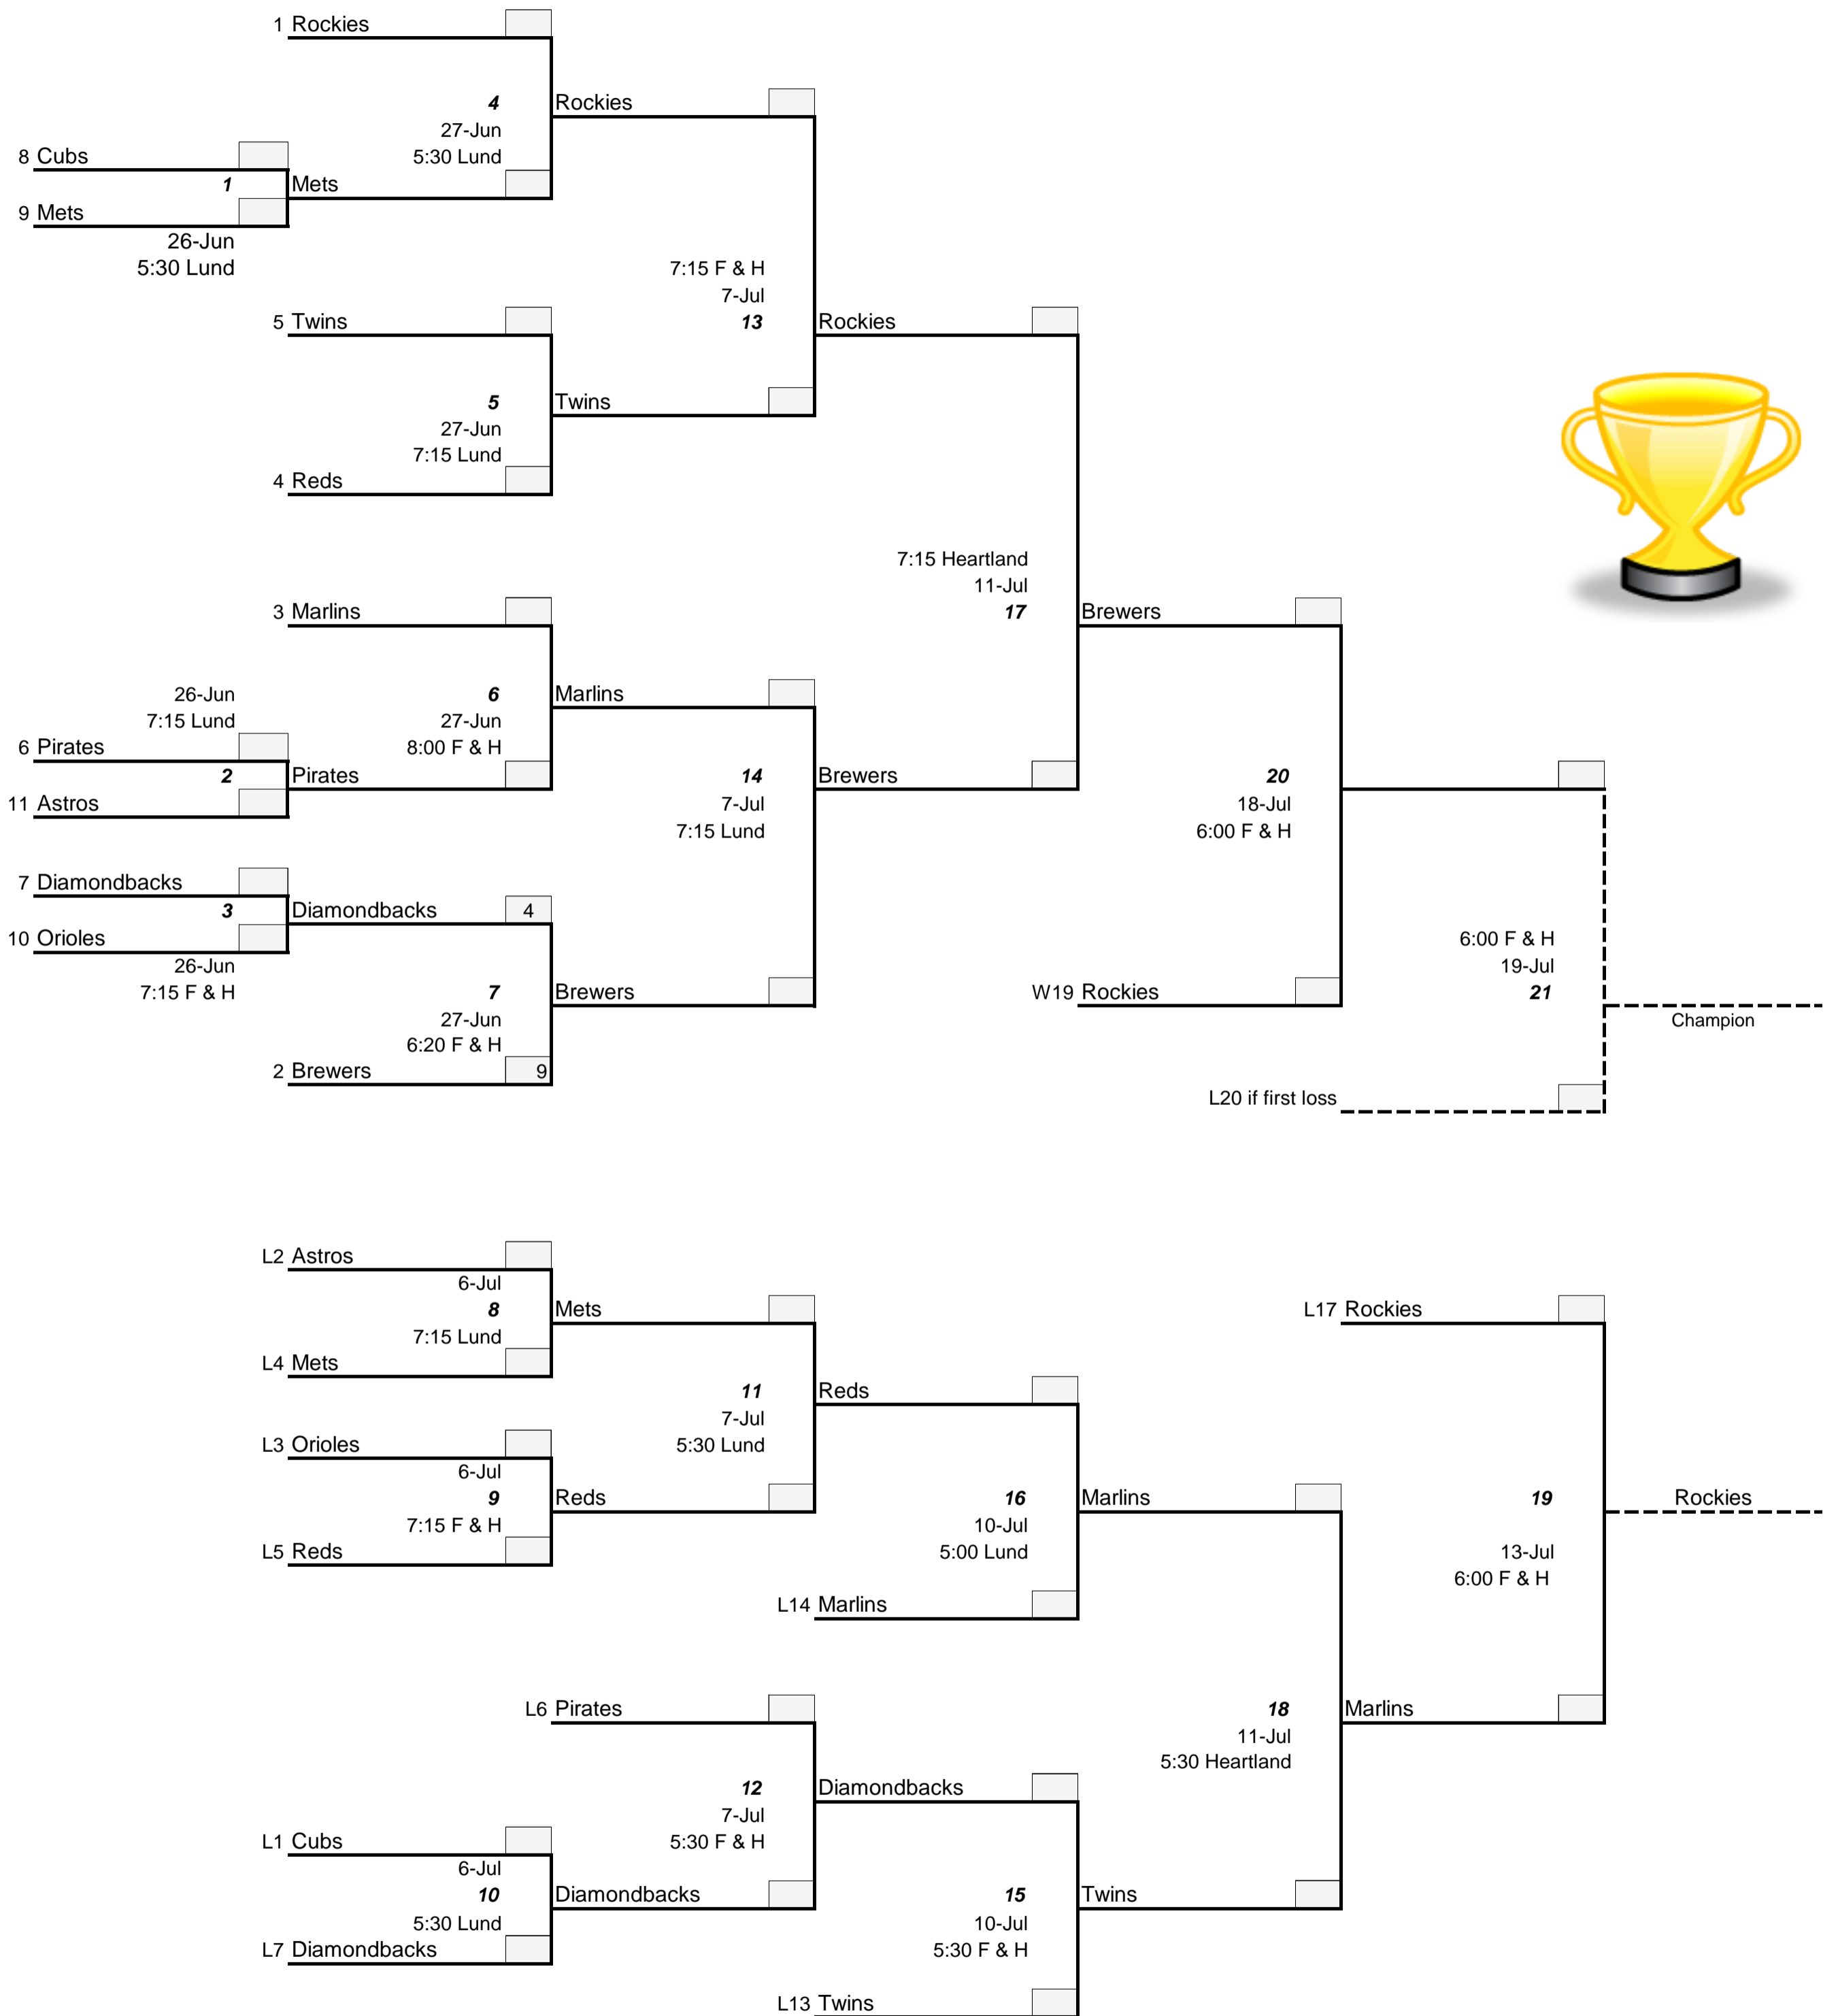 1 Rockies
4
Rockies
27-Jun
5:30 Lund
8 Cubs
1
Mets
9 Mets
26-Jun
5:30 Lund
7:15 F & H
7-Jul
13
Rockies
5 Twins
5
Twins
27-Jun
7:15 Lund
4 Reds
7:15 Heartland
11-Jul
17
Brewers
3 Marlins
26-Jun
7:15 Lund
6
Marlins
27-Jun
8:00 F & H
6 Pirates
2
Pirates
11 Astros
14
Brewers
7-Jul
7:15 Lund
20
18-Jul
6:00 F & H
7 Diamondbacks
3
Diamondbacks
4
10 Orioles
26-Jun
7:15 F & H
7
Brewers
27-Jun
6:20 F & H
2 Brewers
9
W19 Rockies
6:00 F & H
19-Jul
21
Champion
L20 if first loss
L2 Astros
6-Jul
8
Mets
7:15 Lund
L4 Mets
L17 Rockies
11
Reds
7-Jul
5:30 Lund
L3 Orioles
6-Jul
9
Reds
7:15 F & H
L5 Reds
16
Marlins
10-Jul
5:00 Lund
L14 Marlins
19
Rockies
13-Jul
6:00 F & H
L6 Pirates
18
Marlins
11-Jul
5:30 Heartland
12
Diamondbacks
7-Jul
5:30 F & H
L1 Cubs
6-Jul
10
Diamondbacks
5:30 Lund
L7 Diamondbacks
15
Twins
10-Jul
5:30 F & H
L13 Twins